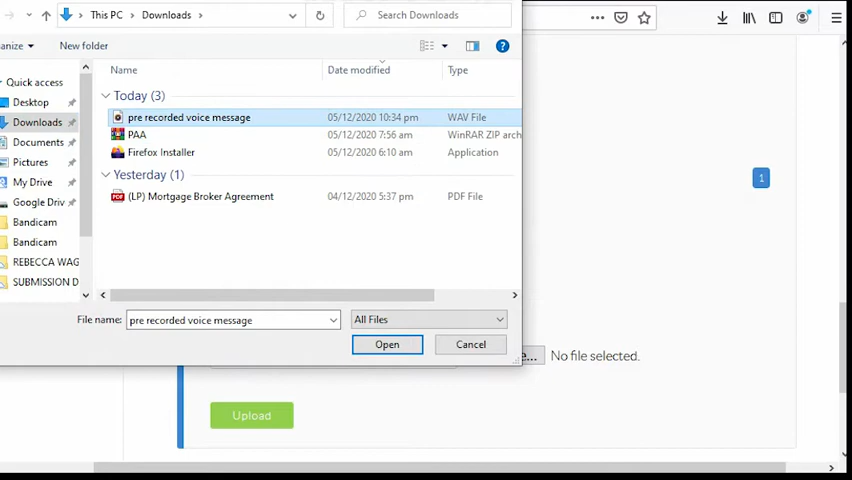 This PC > Downloads >
Search Downloads
anize
New folder
Name
Date modified
Type
Quick access
Desktop
Downloads
Documents
Pictures
My Drive
Google Driv
Bandicam
Bandicam
REBECCA WAG
SUBMISSION D
Today (3)
pre recorded voice message 05/12/2020 10:34 pm WAV File
PAA 05/12/2020 7:56 am WinRAR ZIP arch
Firefox Installer 05/12/2020 6:10 am Application
Yesterday (1)
(LP) Mortgage Broker Agreement 04/12/2020 5:37 pm PDF File
1
File name: pre recorded voice message All Files
Open Cancel
e... No file selected.
Upload